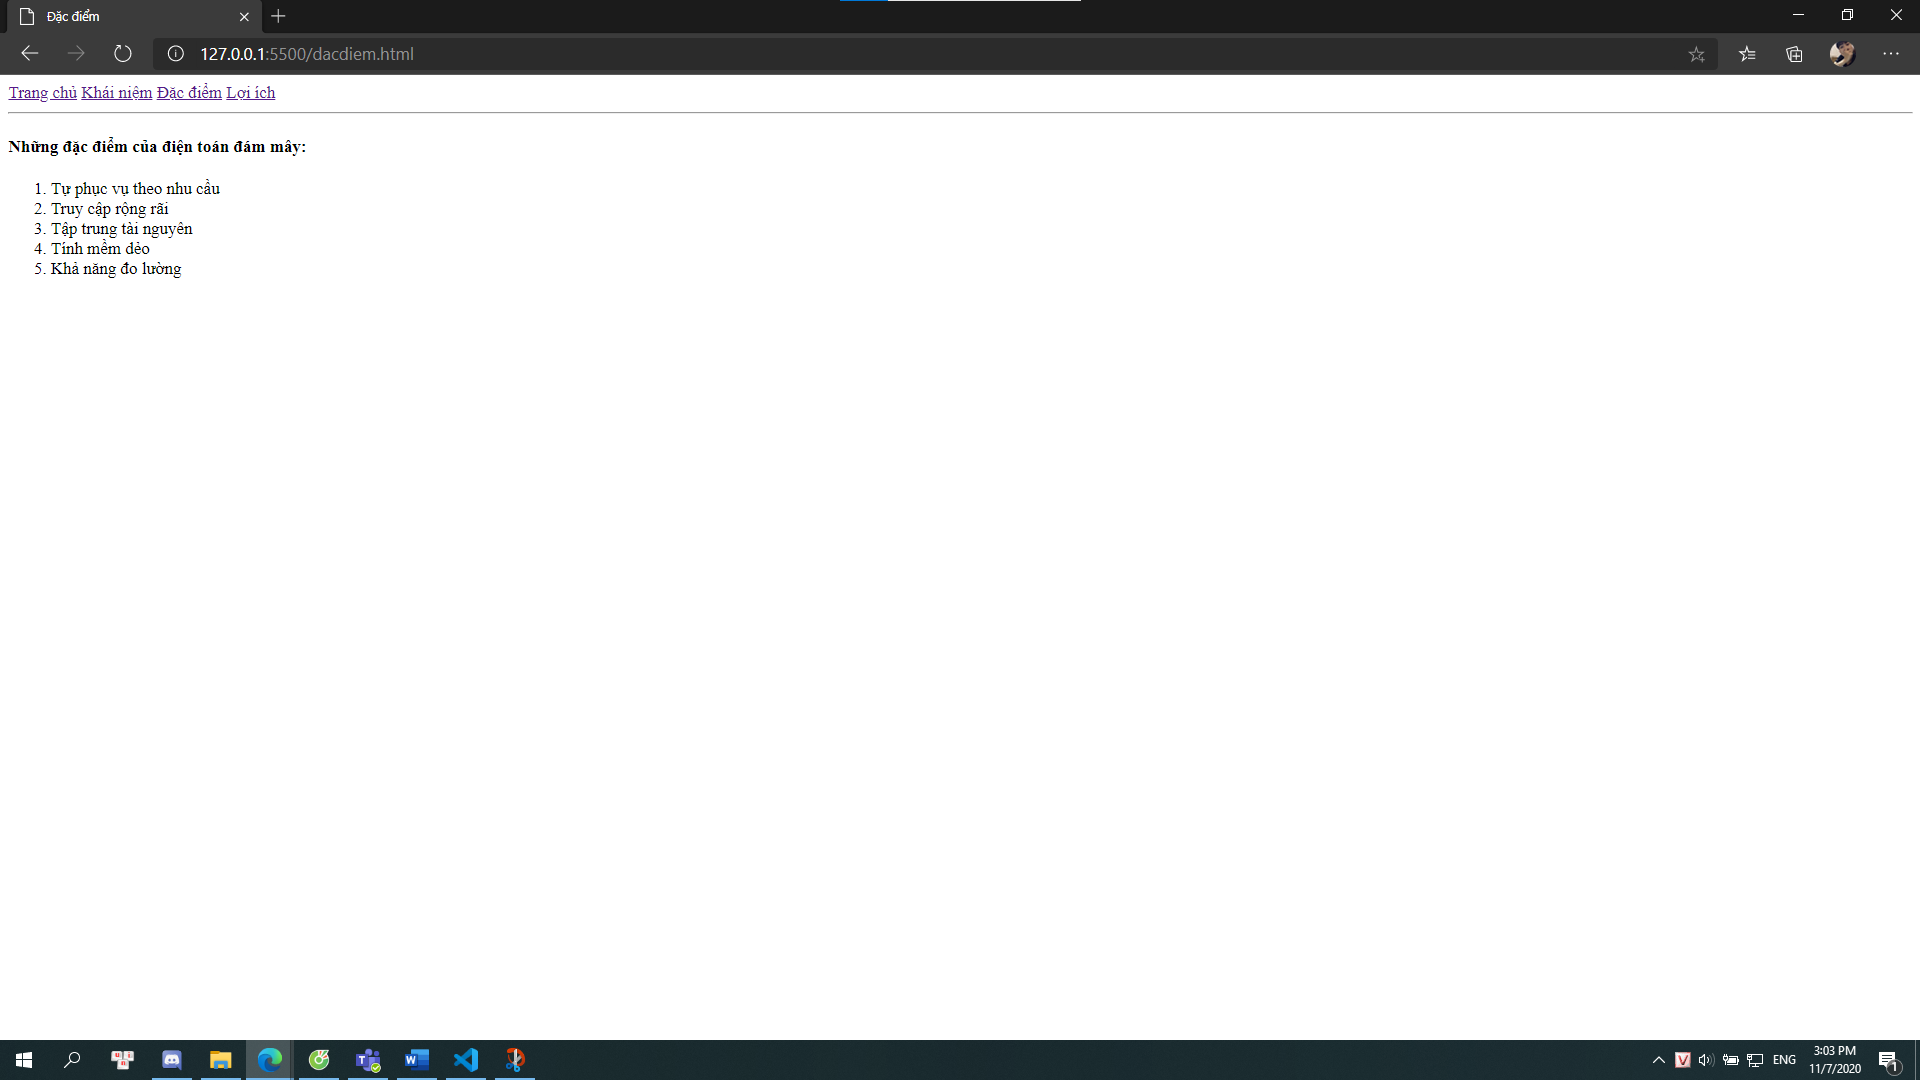 Đặc điểm
127.0.0.1:5500/dacdiem.html
Trang chủ Khái niệm Đặc điểm Lợi ích
Những đặc điểm của điện toán đám mây:
1. Tự phục vụ theo nhu cầu
2. Truy cập rộng rãi
3. Tập trung tài nguyên
4. Tính mềm dẻo
5. Khả năng đo lường
ENG
3:03 PM
11/7/2020
1